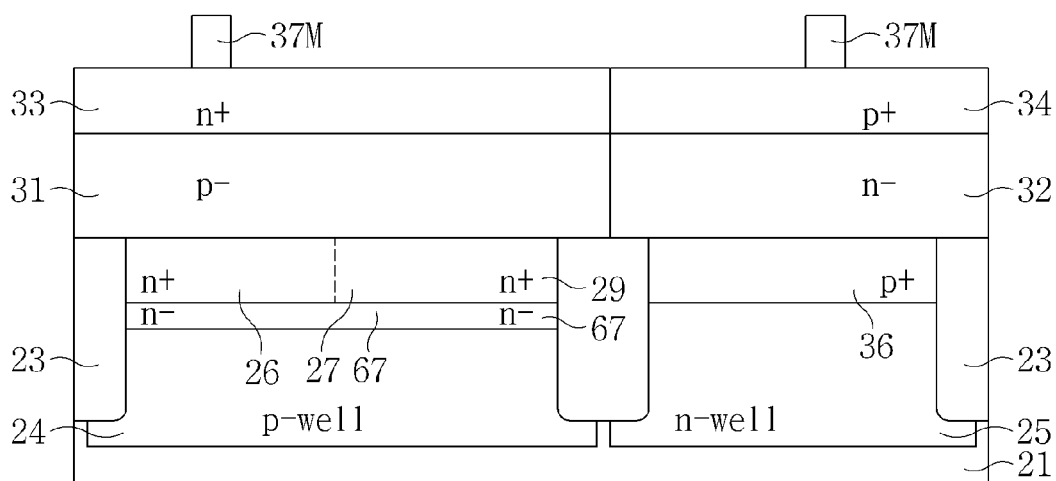 37M 37M
33 n+ p+ 34
31 p- n- 32
n+ n+ 29 p+
n- n- 67
23 26 27 67 36 23
24 p-well n-well 25
21